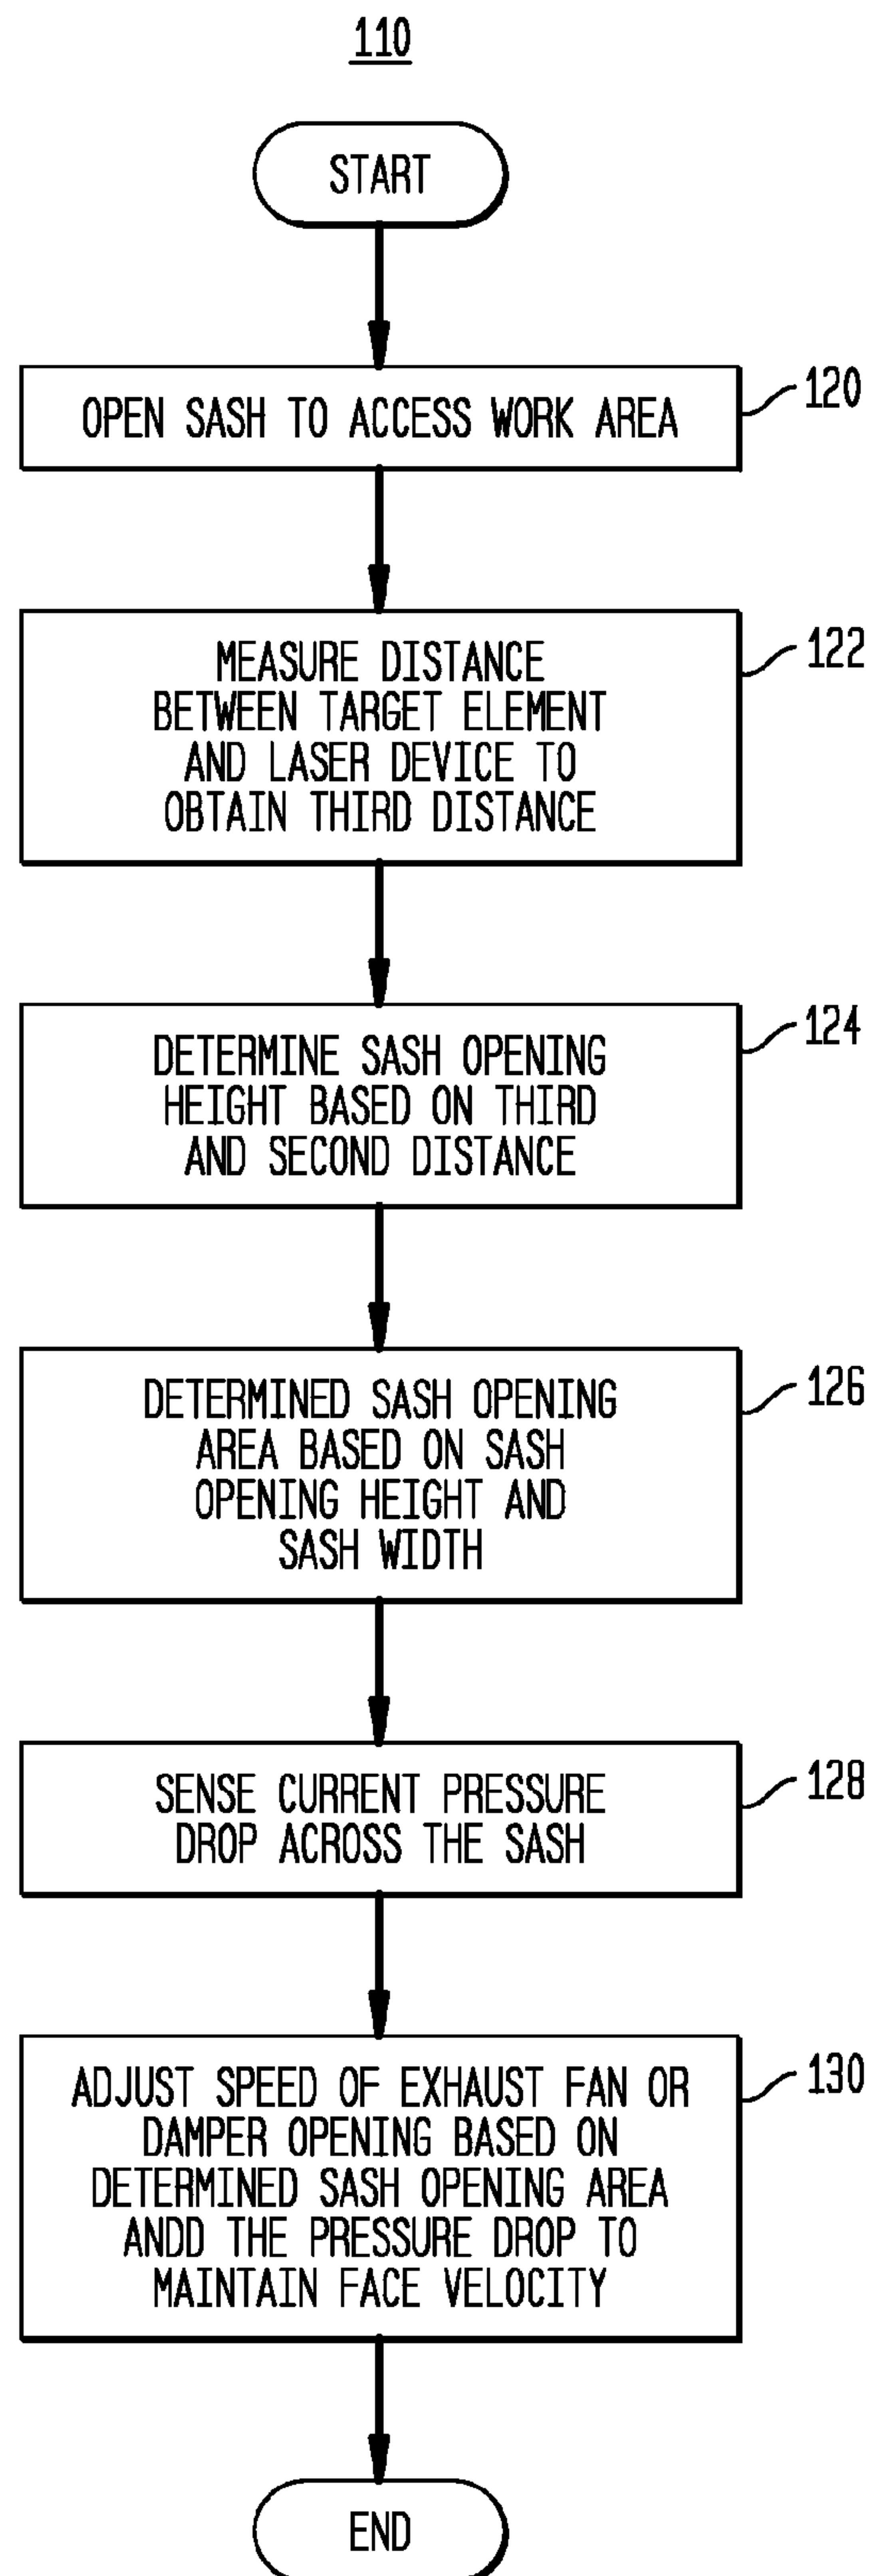 110
START
OPEN SASH TO ACCESS WORK AREA
120
MEASURE DISTANCE
BETWEEN TARGET ELEMENT
AND LASER DEVICE TO
OBTAIN THIRD DISTANCE
122
DETERMINE SASH OPENING
HEIGHT BASED ON THIRD
AND SECOND DISTANCE
124
DETERMINED SASH OPENING
AREA BASED ON SASH
OPENING HEIGHT AND
SASH WIDTH
126
SENSE CURRENT PRESSURE
DROP ACROSS THE SASH
128
ADJUST SPEED OF EXHAUST FAN OR
DAMPER OPENING BASED ON
DETERMINED SASH OPENING AREA
ANDD THE PRESSURE DROP TO
MAINTAIN FACE VELOCITY
130
END